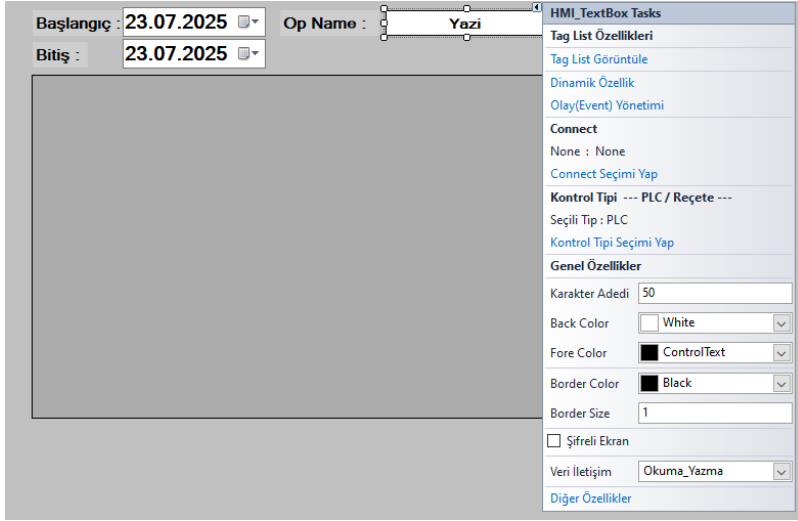 Başlangıç : 23.07.2025 Op Name : Yazi
Bitiş : 23.07.2025
HMI_TextBox Tasks
Tag List Özellikleri
Tag List Görüntüle
Dinamik Özellik
Olay(Event) Yönetimi
Connect
None : None
Connect Seçimi Yap
Kontrol Tipi --- PLC / Reçete ---
Seçili Tip : PLC
Kontrol Tipi Seçimi Yap
Genel Özellikler
Karakter Adedi 50
Back Color White
Fore Color ControlText
Border Color Black
Border Size 1
Şifreli Ekran
Veri İletişim Okuma_Yazma
Diğer Özellikler